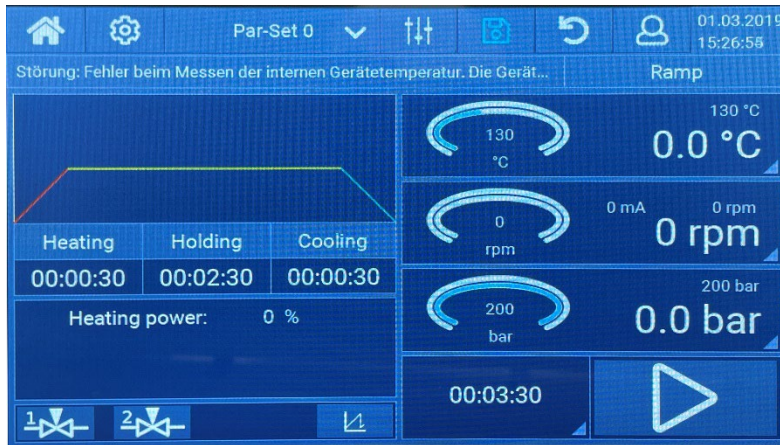 Par-Set 0
01.03.2019
15:26:55
Störung: Fehler beim Messen der internen Gerätetemperatur. Die Gerät...
Ramp
Heating Holding Cooling
00:00:30 00:02:30 00:00:30
Heating power: 0 %
1 2
130
°C
130 °C
0.0 °C
0
rpm
0 mA 0 rpm
0 rpm
200
bar
200 bar
0.0 bar
00:03:30